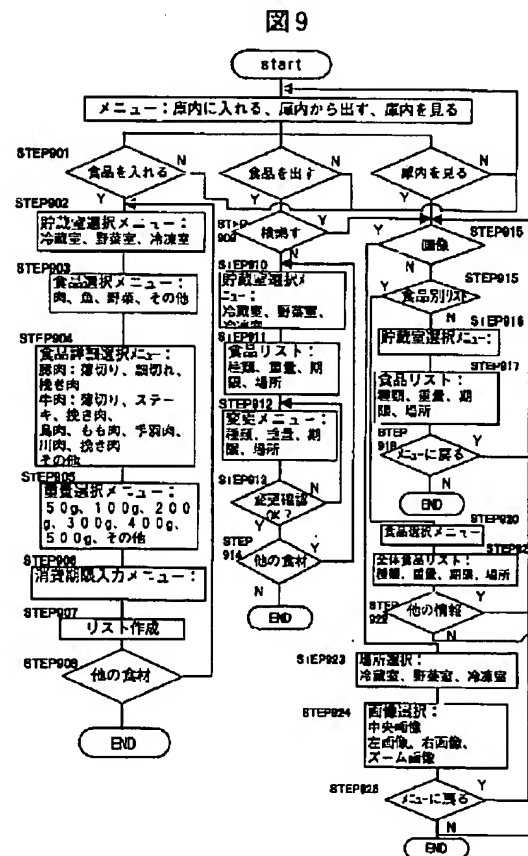 図9
start
メニュー：庫内に入れる、庫内から出す、庫内を見る
STEP901
食品を入れる
N
Y
STEP902
貯蔵室選択メニュー：
冷蔵室、野菜室、冷凍室
STEP903
食品選択メニュー：
肉、魚、野菜、その他
STEP904
食品詳細選択メニュー：
豚肉：薄切り、細切れ、
挽き肉
牛肉：薄切り、ステー
キ、挽き肉、
鳥肉、もも肉、手羽肉、
挽き肉
その他
STEP905
重量選択メニュー：
50g、100g、200
g、300g、400g、
500g、その他
STEP906
消費期限入力メニュー：
STEP907
リスト作成
STEP908
他の食材
Y
END
食品を出す
N
Y
STEP
909
Y
N
STEP910
貯蔵室選択メ
ニュー：
冷蔵室、野菜室、
冷凍室
STEP911
食品リスト：
種類、重量、期
限、場所
STEP912
変更メニュー：
種類、重量、期
限、場所
STEP913
変更確認
OK？
N
Y
STEP
914
他の食材
Y
N
END
庫内を見る
N
Y
画像
STEP915
Y
N
STEP915
食品別リスト
Y
N
STEP916
貯蔵室選択メニュー：
STEP917
食品リスト：
種類、重量、期
限、場所
STEP
918
メニューに戻る
Y
N
END
STEP920
食品選択メニュー
全体食品リスト：
種類、重量、期限、場所
STEP
922
他の情報
Y
N
STEP923
場所選択：
冷蔵室、野菜室、冷凍室
STEP924
画像選択：
中央画像
左画像、右画像、
ズーム画像
STEP925
メニューに戻る
Y
N
END